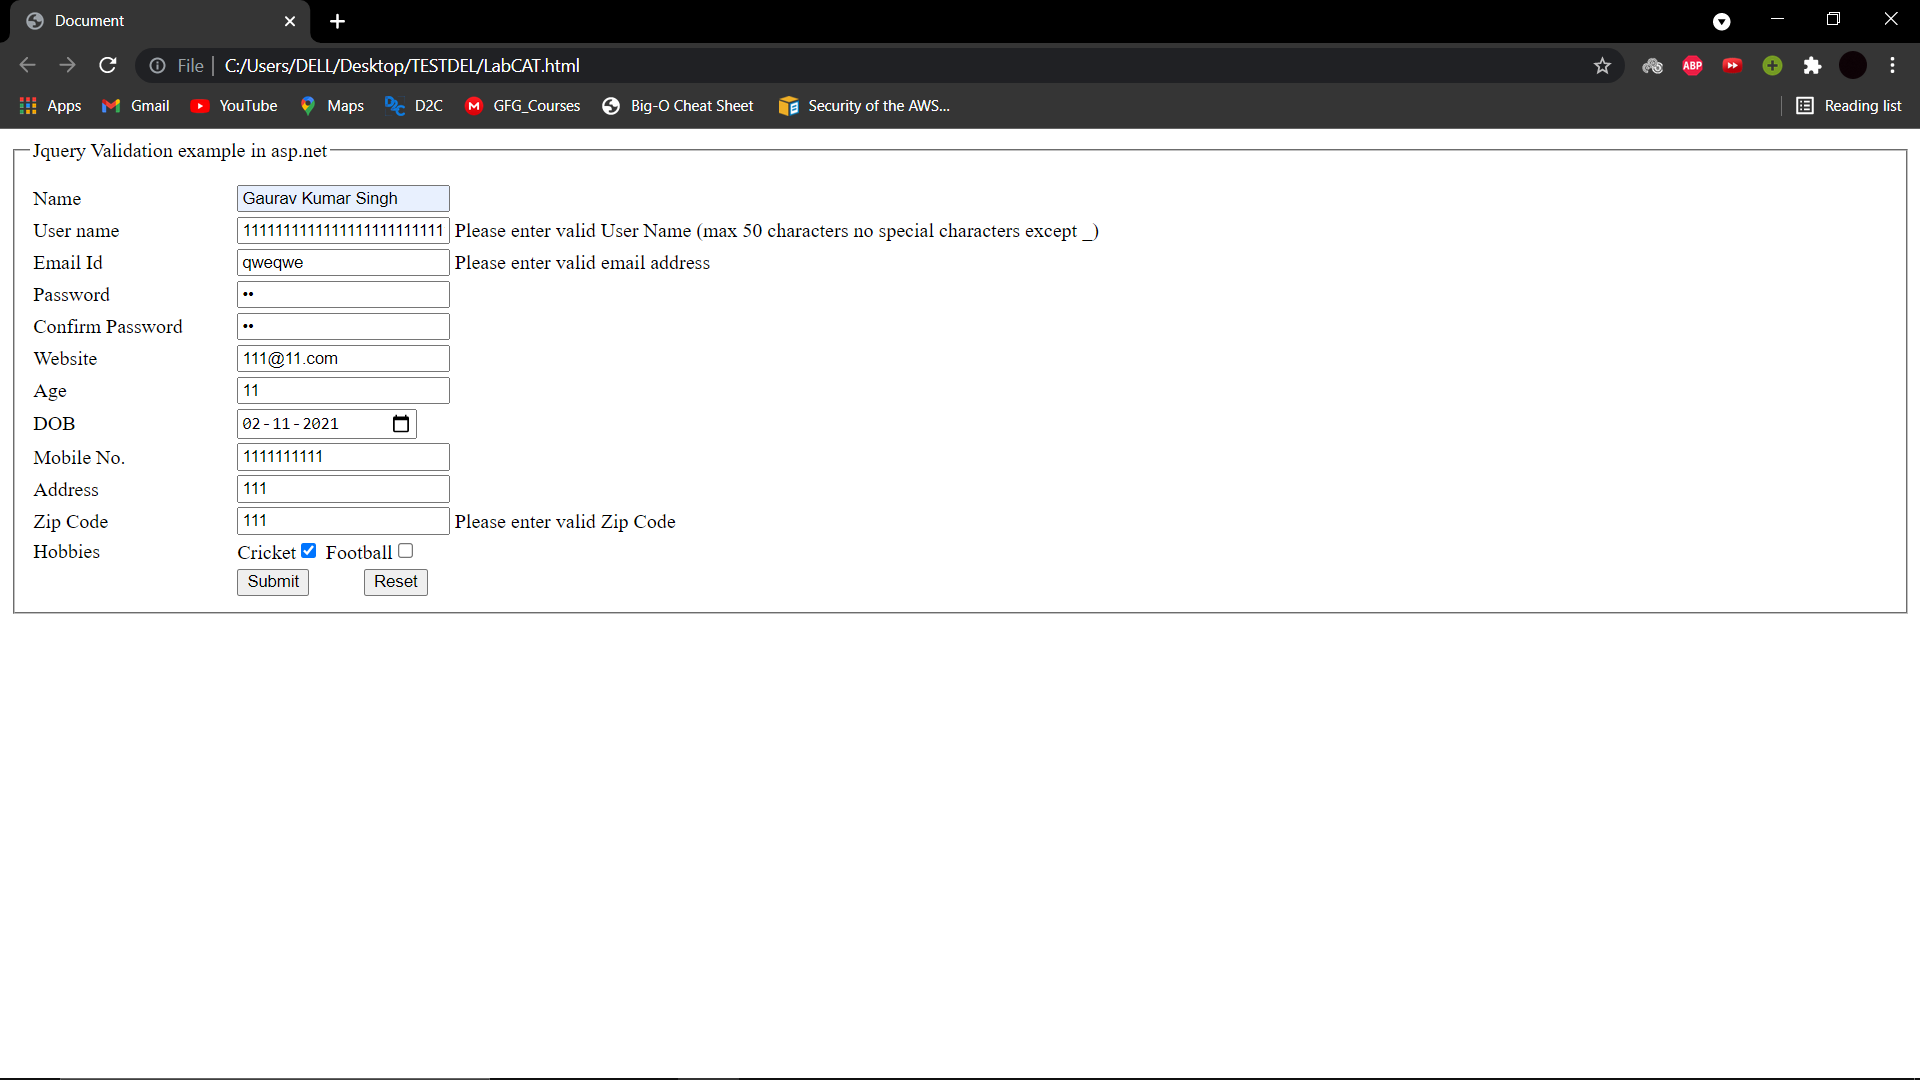 Document
File | C:/Users/DELL/Desktop/TESTDEL/LabCAT.html
ABP
Apps Gmail YouTube Maps D2C GFG_Courses Big-O Cheat Sheet Security of the AWS... Reading list
Jquery Validation example in asp.net
Name Gaurav Kumar Singh
User name 1111111111111111111111111 Please enter valid User Name (max 50 characters no special characters except _)
Email Id qweqwe Please enter valid email address
Password ••
Confirm Password ••
Website 111@11.com
Age 11
DOB 02-11-2021
Mobile No. 1111111111
Address 111
Zip Code 111 Please enter valid Zip Code
Hobbies Cricket Football
Submit Reset